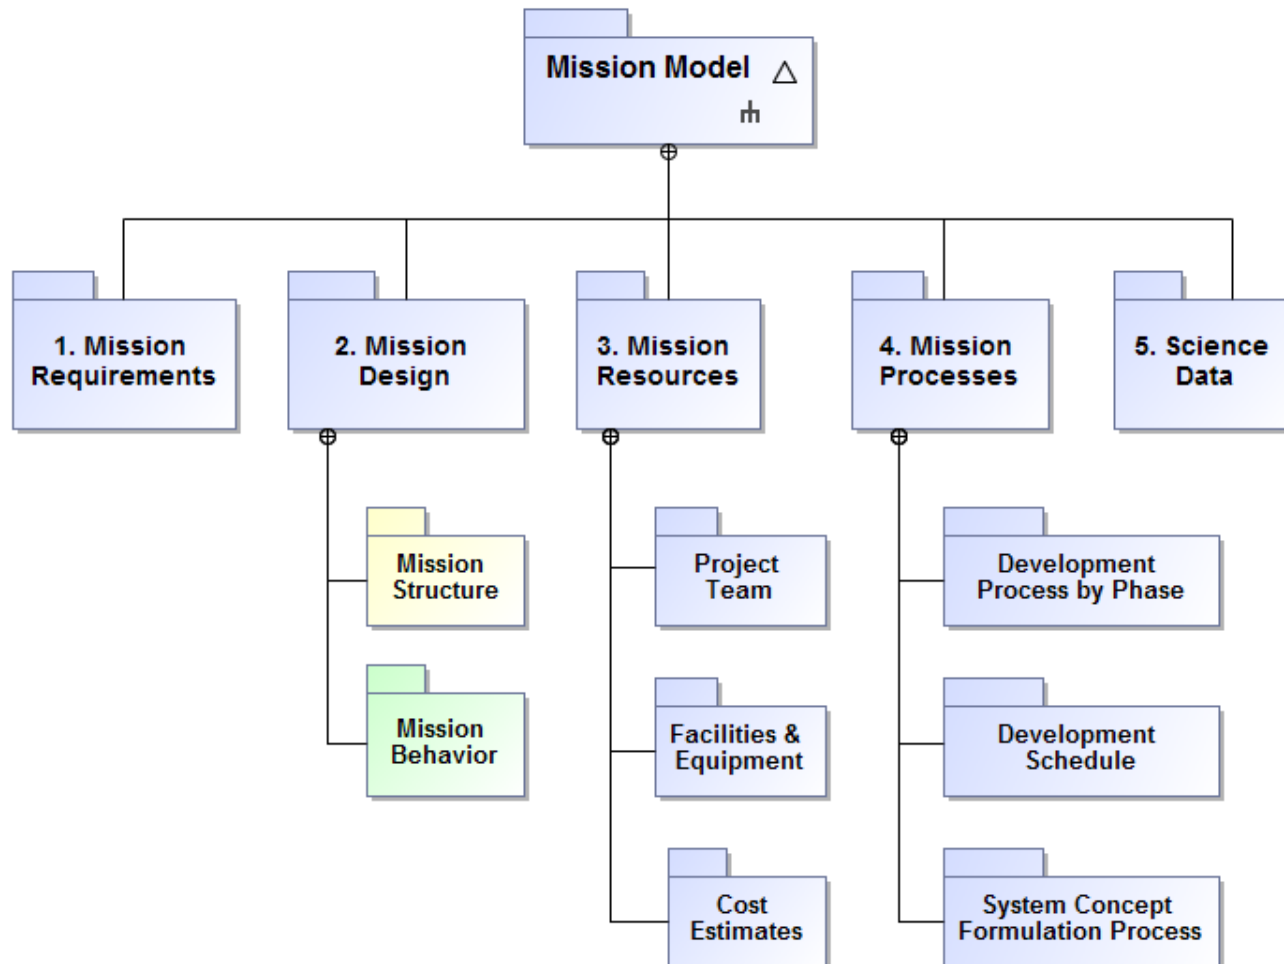 Mission Model
1. Mission
Requirements
2. Mission
Design
3. Mission
Resources
4. Mission
Processes
5. Science
Data
Mission
Structure
Mission
Behavior
Project
Team
Facilities &
Equipment
Cost
Estimates
Development
Process by Phase
Development
Schedule
System Concept
Formulation Process